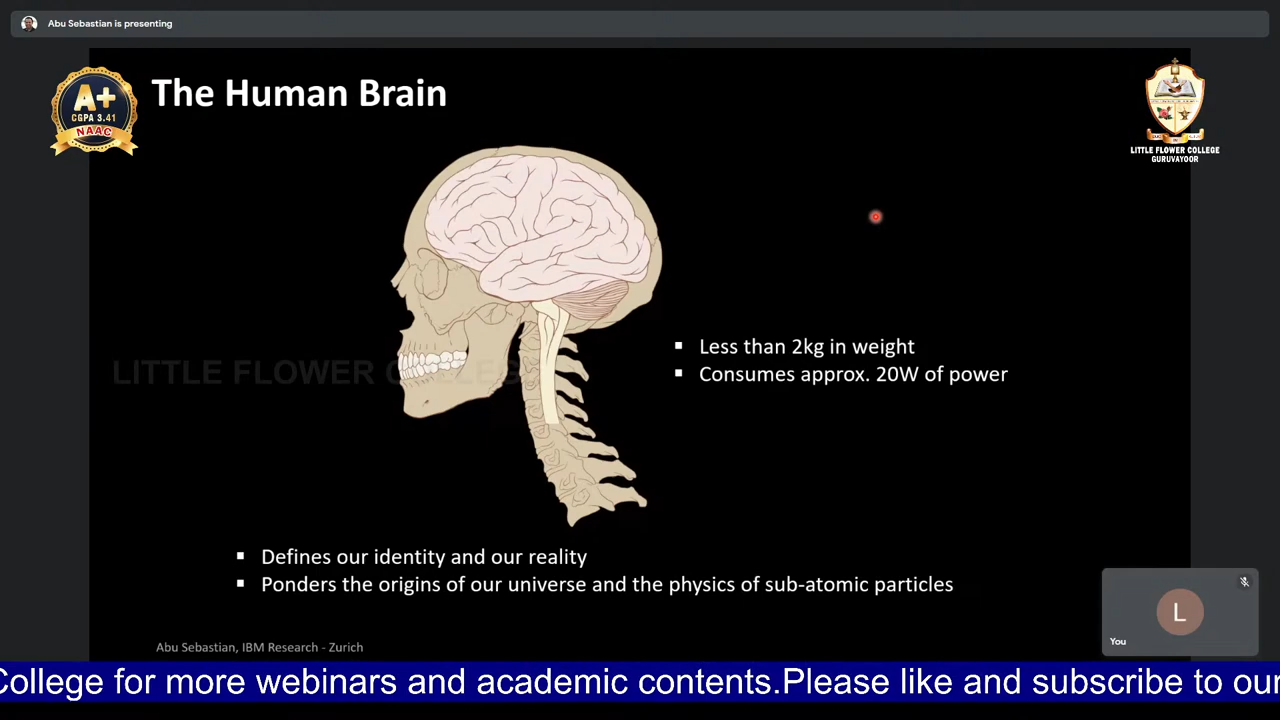 Abu Sebastian is presenting
A+
CGPA 3.41
NAAC
The Human Brain
LITTLE FLOWER COLLEGE
GURUVAYOOR
▪ Less than 2kg in weight
▪ Consumes approx. 20W of power
LITTLE FLOWER COLLEGE
▪ Defines our identity and our reality
▪ Ponders the origins of our universe and the physics of sub-atomic particles
L
You
Abu Sebastian, IBM Research - Zurich
College for more webinars and academic contents.Please like and subscribe to our